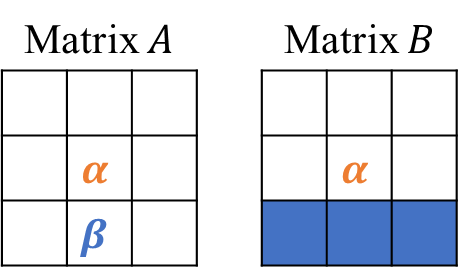 Matrix A Matrix B
α α
β